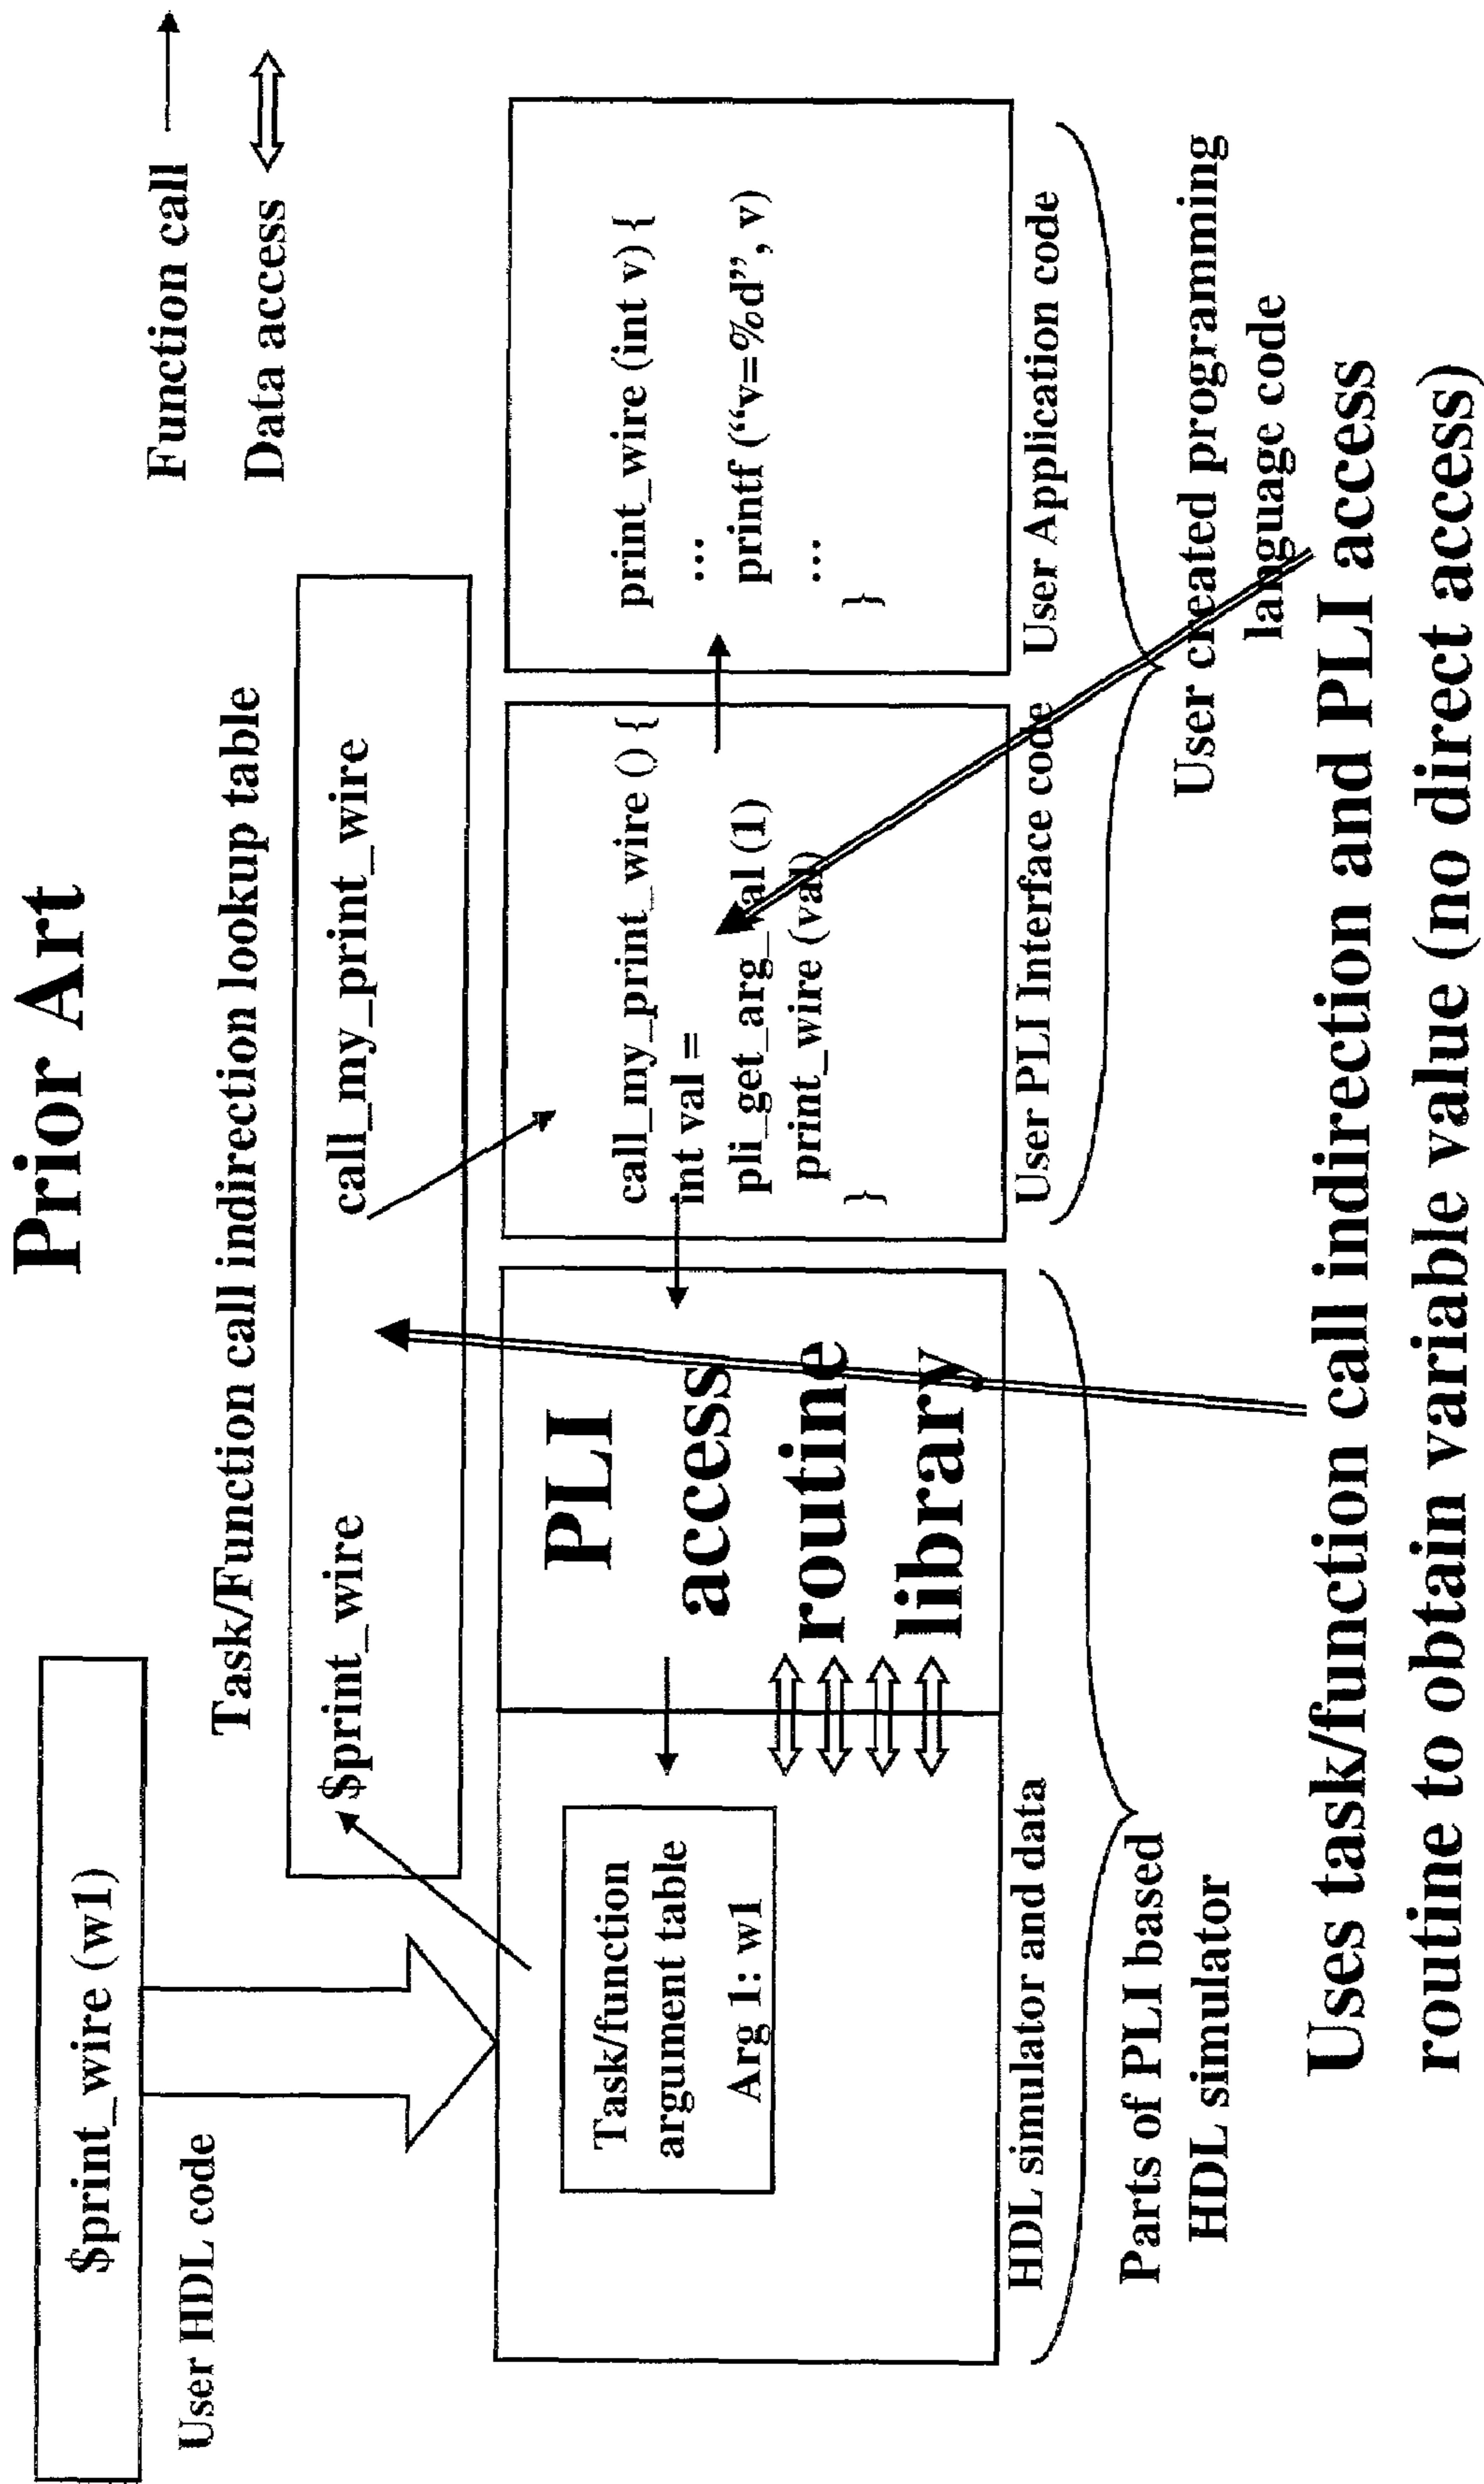 Prior Art
Function call
Data access
$print_wire (w1)
User HDL code
Task/Function call indirection lookup table
$print_wire
call_my_print_wire
Task/function
argument table
Arg 1: w1
HDL simulator and data
PLI
access
routine
library
call_my_print_wire () {
int val =
pli_get_arg_val (1)
print_wire (val)
}
User PLI Interface code
print_wire (int v) {
...
printf (“v=%d”, v)
...
}
User Application code
Parts of PLI based
HDL simulator
User created programming
language code
Uses task/function call indirection and PLI access
routine to obtain variable value (no direct access)